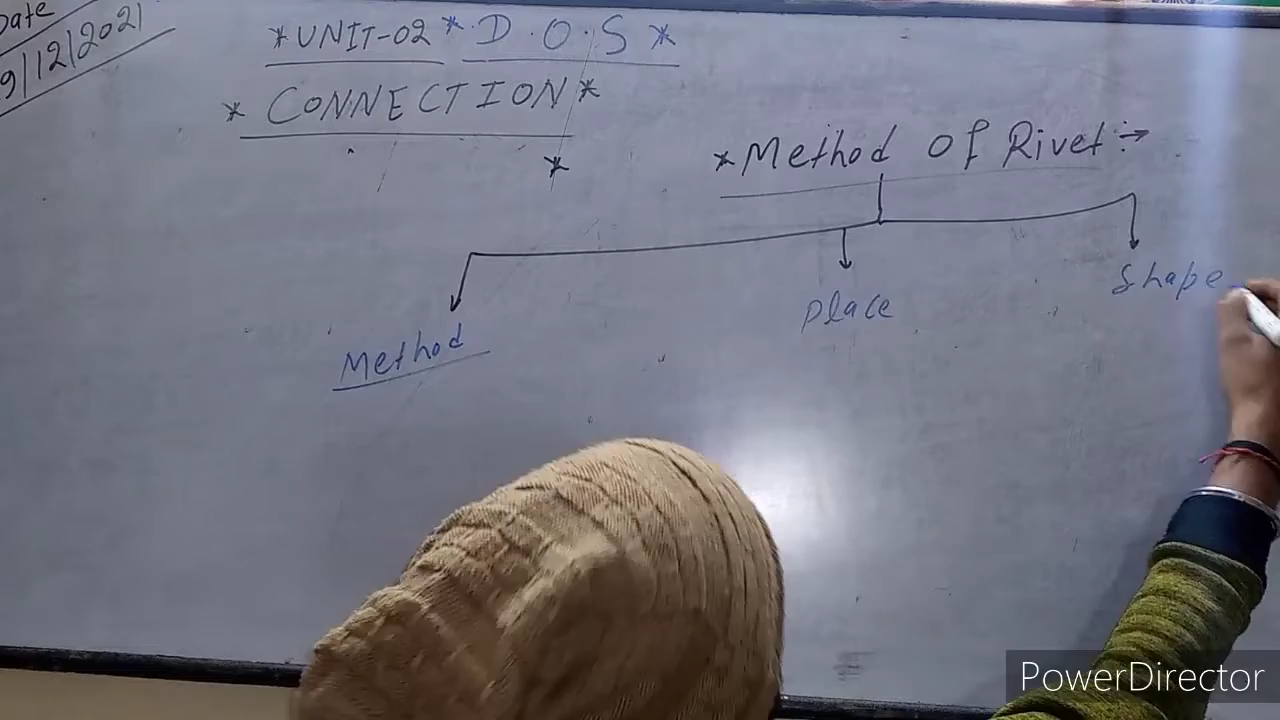 Date
9/12/2021
*UNIT-02 * D.O.S *
* CONNECTION *
*
*Method Of Rivet :→
Method
place
Shape
PowerDirector